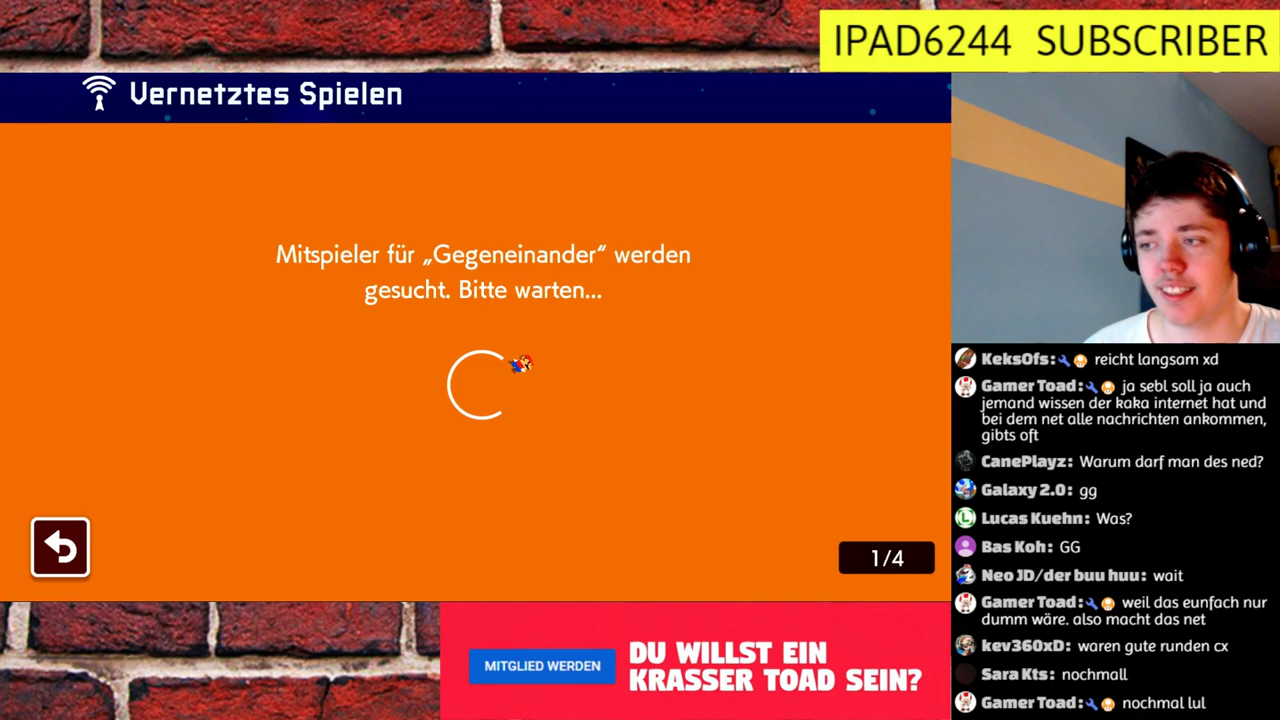 IPAD6244 SUBSCRIBER
Vernetztes Spielen
Mitspieler für „Gegeneinander“ werden
gesucht. Bitte warten...
1/4
MITGLIED WERDEN
DU WILLST EIN
KRASSER TOAD SEIN?
KeksOfs: reicht langsam xd
Gamer Toad: ja sebl soll ja auch
jemand wissen der kaka internet hat und
bei dem net alle nachrichten ankommen,
gibts oft
CanePlayz: Warum darf man des ned?
Galaxy 2.0: gg
Lucas Kuehn: Was?
Bas Koh: GG
Neo JD/der buu huu: wait
Gamer Toad: weil das eunfach nur
dumm wäre. also macht das net
kev360xD: waren gute runden cx
Sara Kts: nochmall
Gamer Toad: nochmal lul